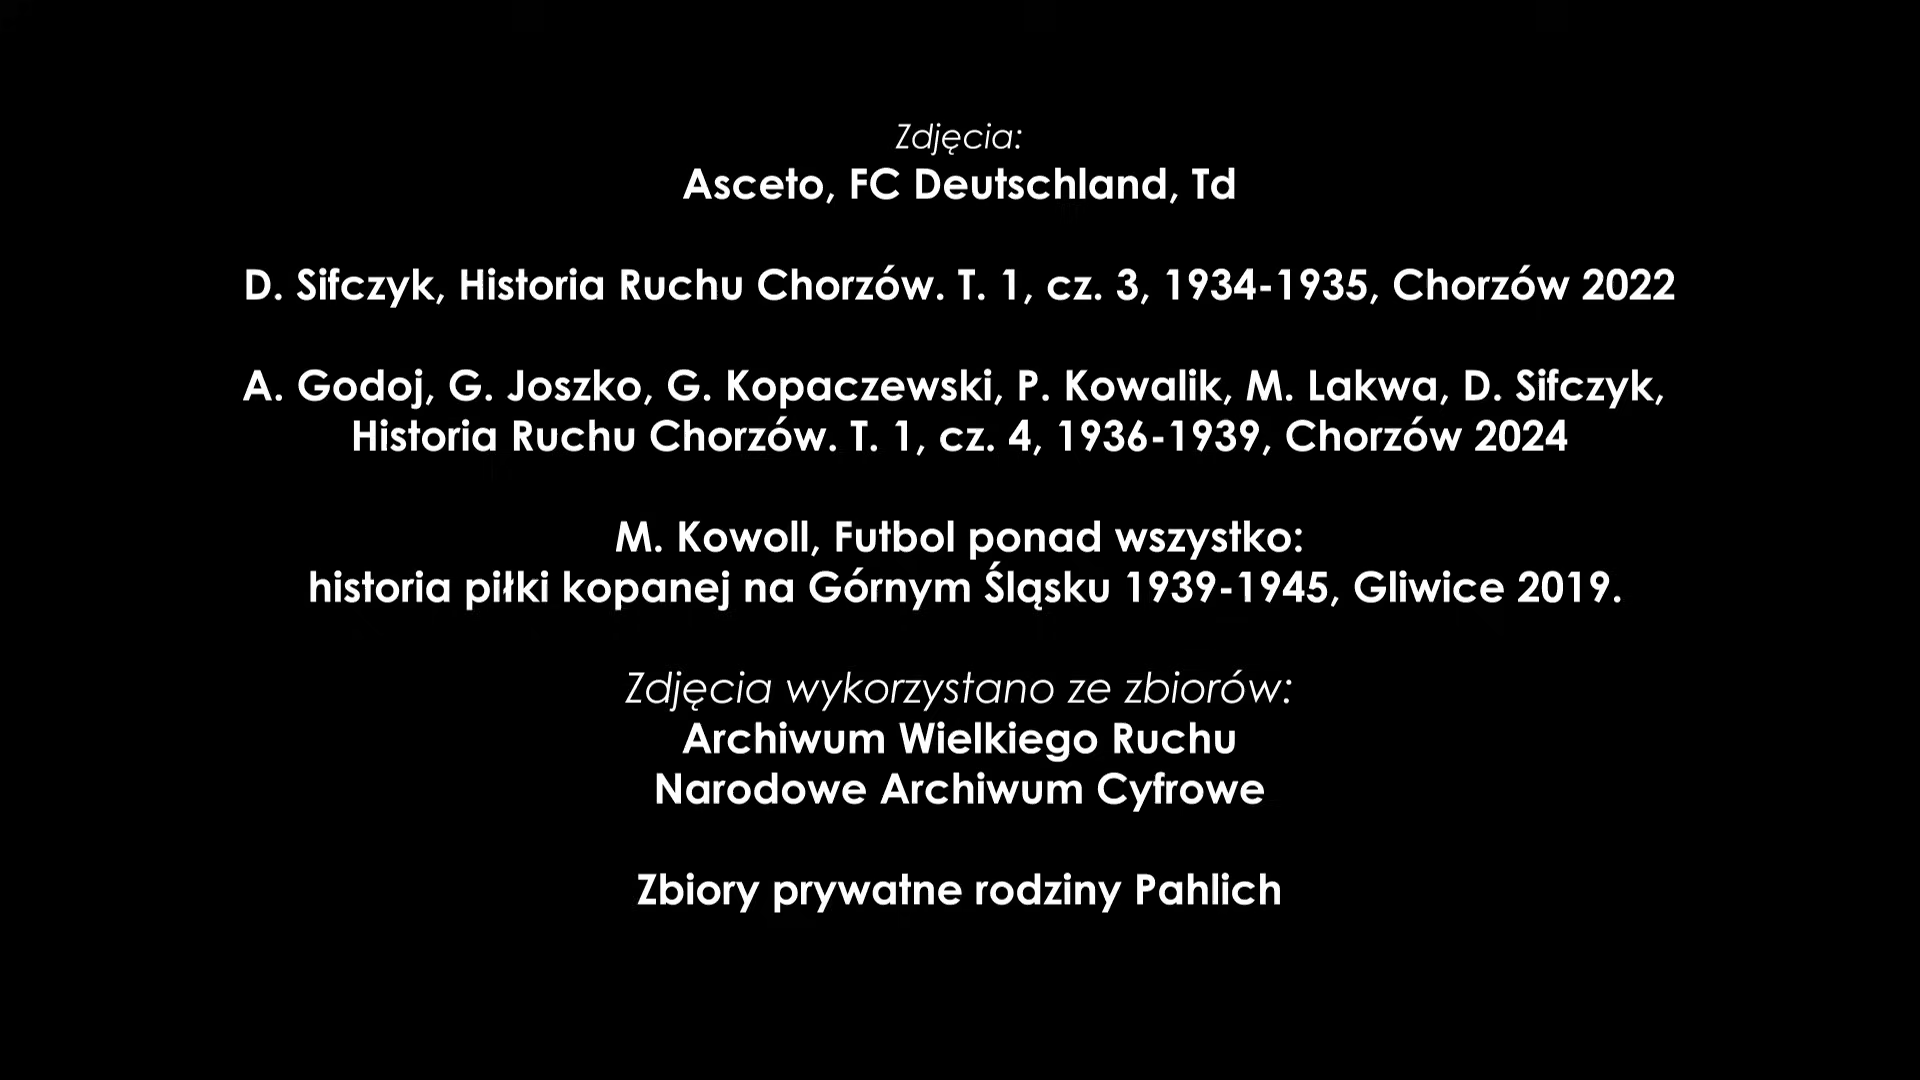 Zdjęcia:
Asceto, FC Deutschland, Td
D. Sifczyk, Historia Ruchu Chorzów. T. 1, cz. 3, 1934-1935, Chorzów 2022
A. Godoj, G. Joszko, G. Kopaczewski, P. Kowalik, M. Lakwa, D. Sifczyk,
Historia Ruchu Chorzów. T. 1, cz. 4, 1936-1939, Chorzów 2024
M. Kowoll, Futbol ponad wszystko:
historia piłki kopanej na Górnym Śląsku 1939-1945, Gliwice 2019.
Zdjęcia wykorzystano ze zbiorów:
Archiwum Wielkiego Ruchu
Narodowe Archiwum Cyfrowe
Zbiory prywatne rodziny Pahlich